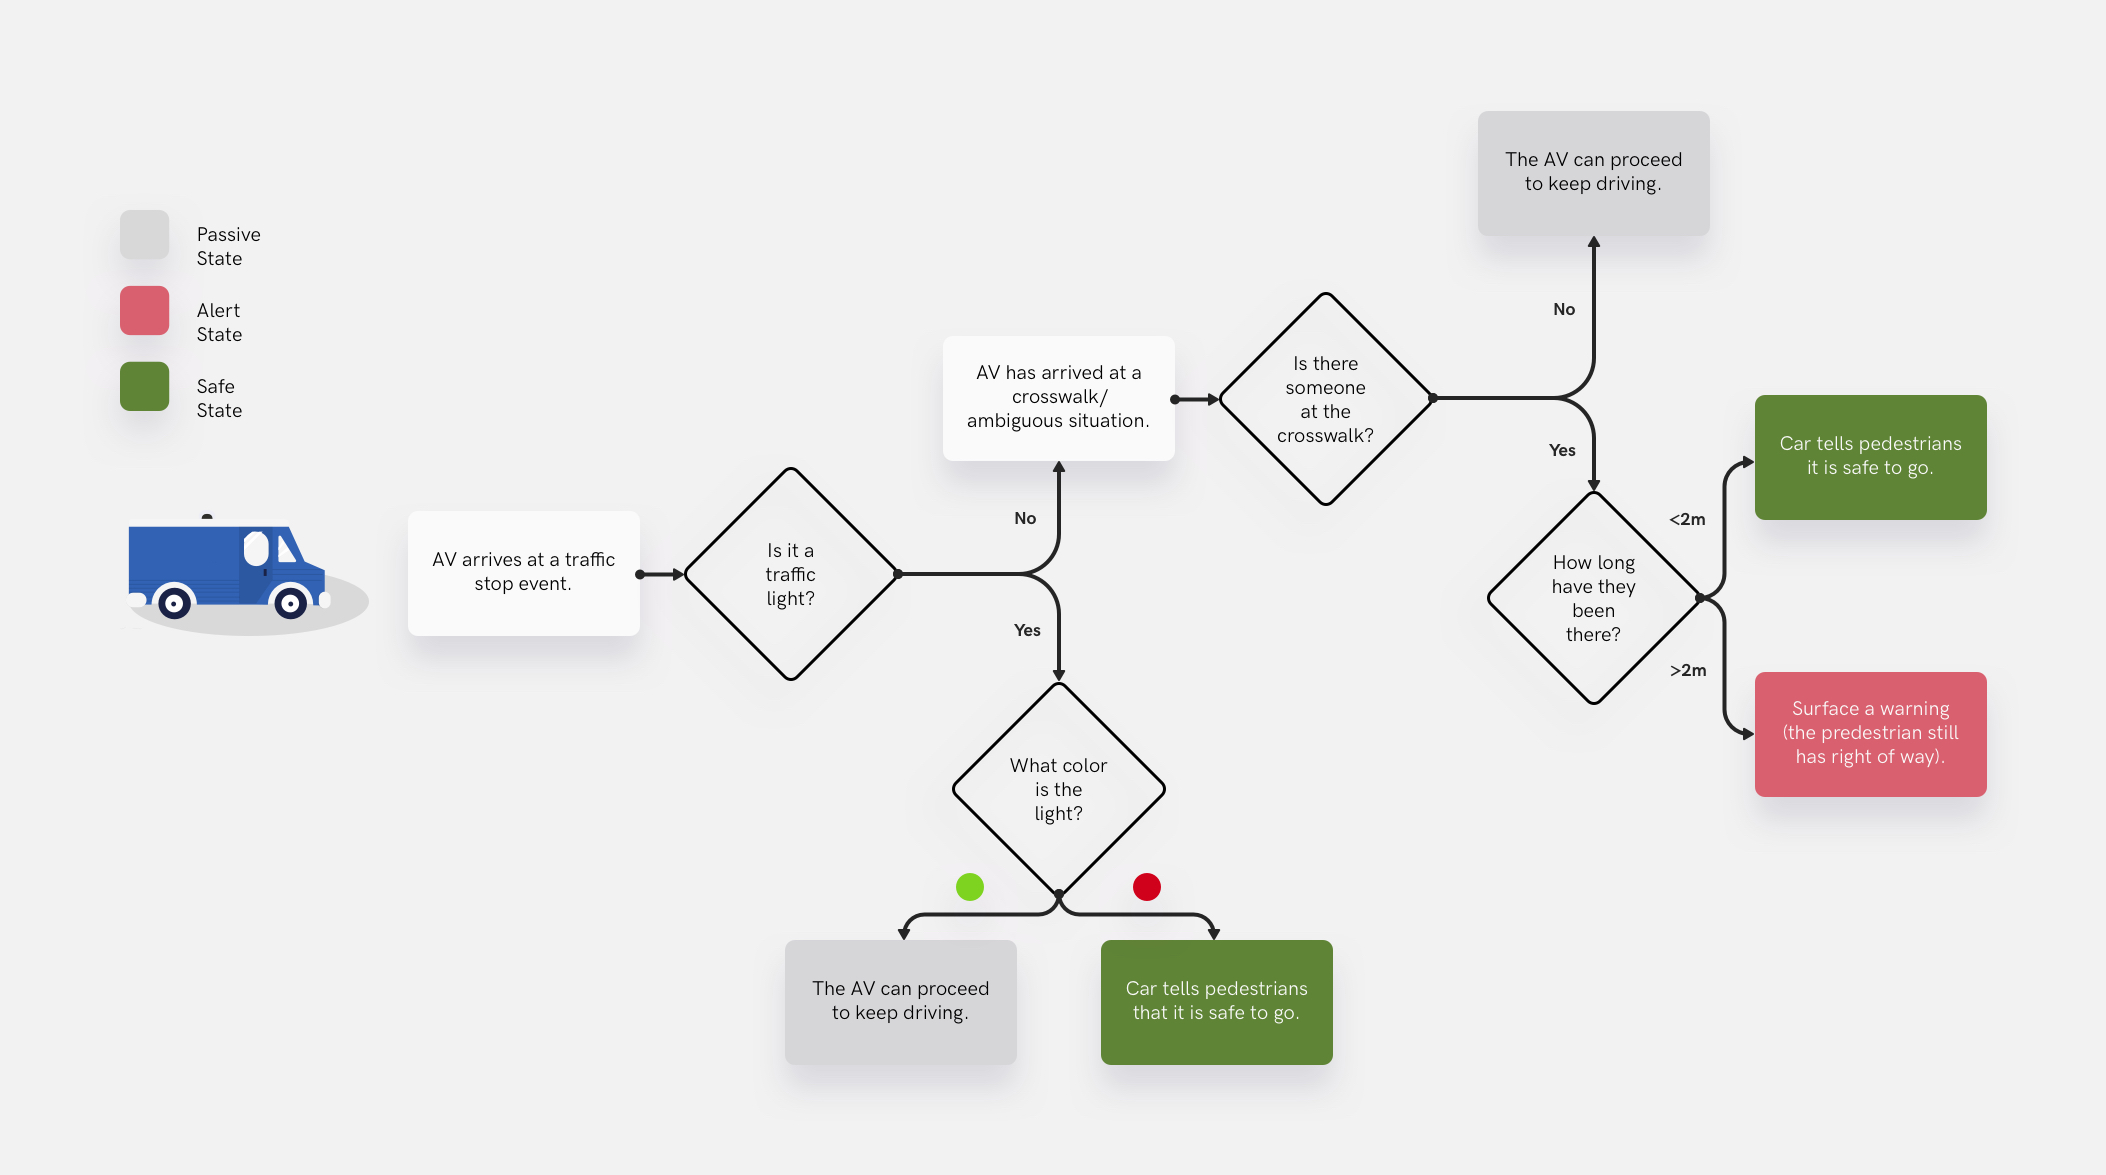 Passive
State
Alert
State
Safe
State
AV arrives at a traffic
stop event.
Is it a
traffic
light?
No
Yes
AV has arrived at a
crosswalk/
ambiguous situation.
Is there
someone
at the
crosswalk?
No
The AV can proceed
to keep driving.
Yes
How long
have they
been
there?
<2m
Car tells pedestrians
it is safe to go.
>2m
Surface a warning
(the predestrian still
has right of way).
What color
is the
light?
The AV can proceed
to keep driving.
Car tells pedestrians
that it is safe to go.